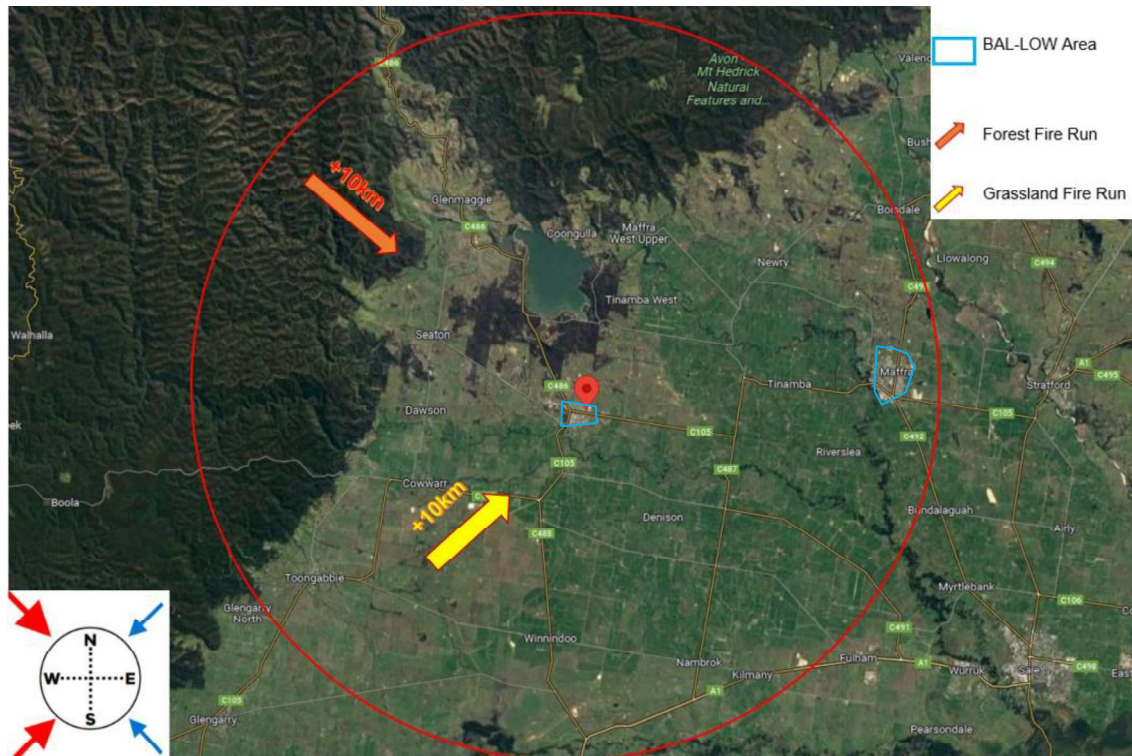 BAL-LOW Area
Forest Fire Run
Grassland Fire Run
C486
Avon
Mt Hedrick
Natural
Features and...
+10km
Glenmaggie
C486
Coongulla
Maffra
West Upper
Boisdale
Newry
Llowalong
C494
Tinamba West
Walhalla
Seaton
A1
C486
Tinamba
Maffra
Stratford
C495
Dawson
C105
C105
C492
C105
C487
Riverslea
Boola
Cowwarr
+10km
Denison
Bundalaguah
Airly
C488
Toongabbie
Myrtlebank
Glengarry
North
C106
N
W
E
S
Winnindoo
C491
Nambrok
Fulham
A1
Kilmany
Wurruk
Sale
C498
A1
C105
Glengarry
Pearsondale